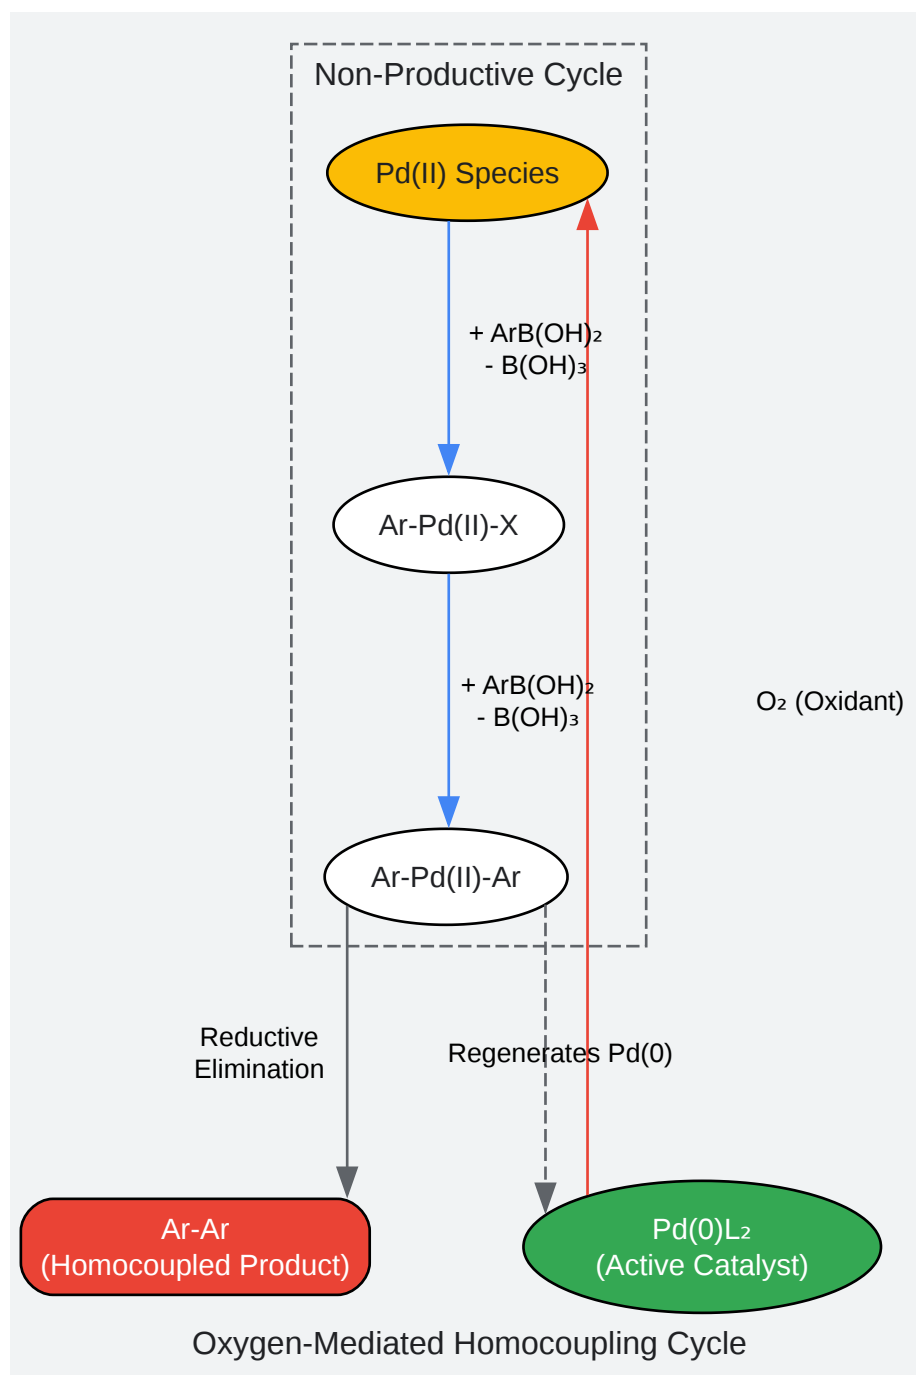 Non-Productive Cycle
Pd(II) Species
+ ArB(OH)₂
- B(OH)₃
Ar-Pd(II)-X
+ ArB(OH)₂
- B(OH)₃
O₂ (Oxidant)
Ar-Pd(II)-Ar
Reductive
Elimination
Regenerates Pd(0)
Ar-Ar
(Homocoupled Product)
Pd(0)L₂
(Active Catalyst)
Oxygen-Mediated Homocoupling Cycle